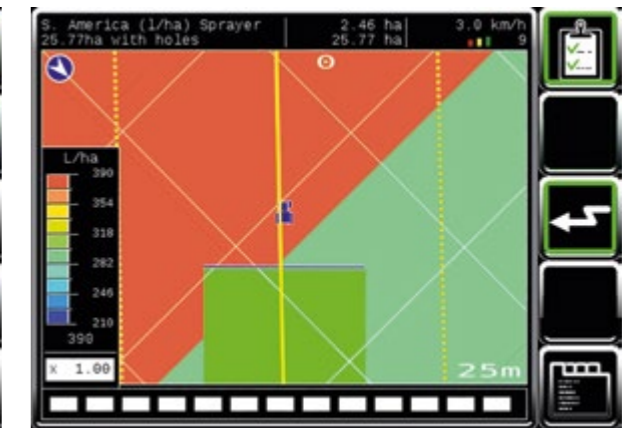 S. America (l/ha) Sprayer 2.46 ha 3.0 km/h
25.77ha with holes 25.77 ha 9
L/ha
390
354
318
282
246
210
390
x 1.00
25m